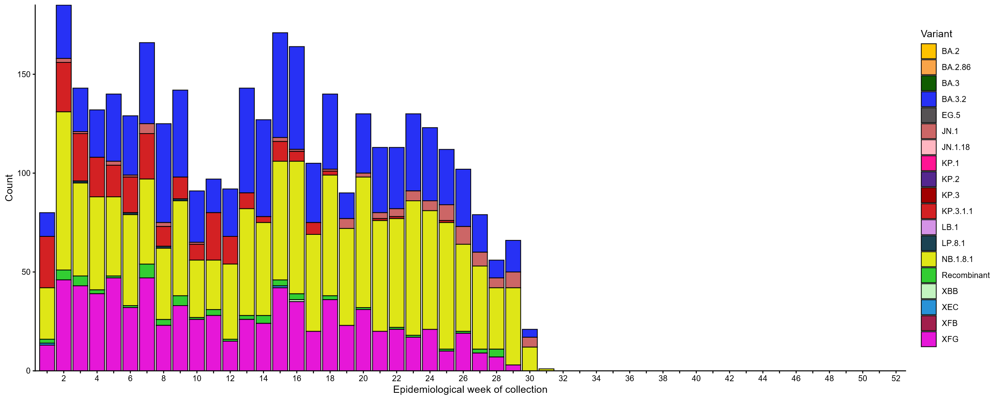 150
100
50
0
Count
2 4 6 8 10 12 14 16 18 20 22 24 26 28 30 32 34 36 38 40 42 44 46 48 50 52
Epidemiological week of collection
Variant
BA.2
BA.2.86
BA.3
BA.3.2
EG.5
JN.1
JN.1.18
KP.1
KP.2
KP.3
KP.3.1.1
LB.1
LP.8.1
NB.1.8.1
Recombinant
XBB
XEC
XFB
XFG